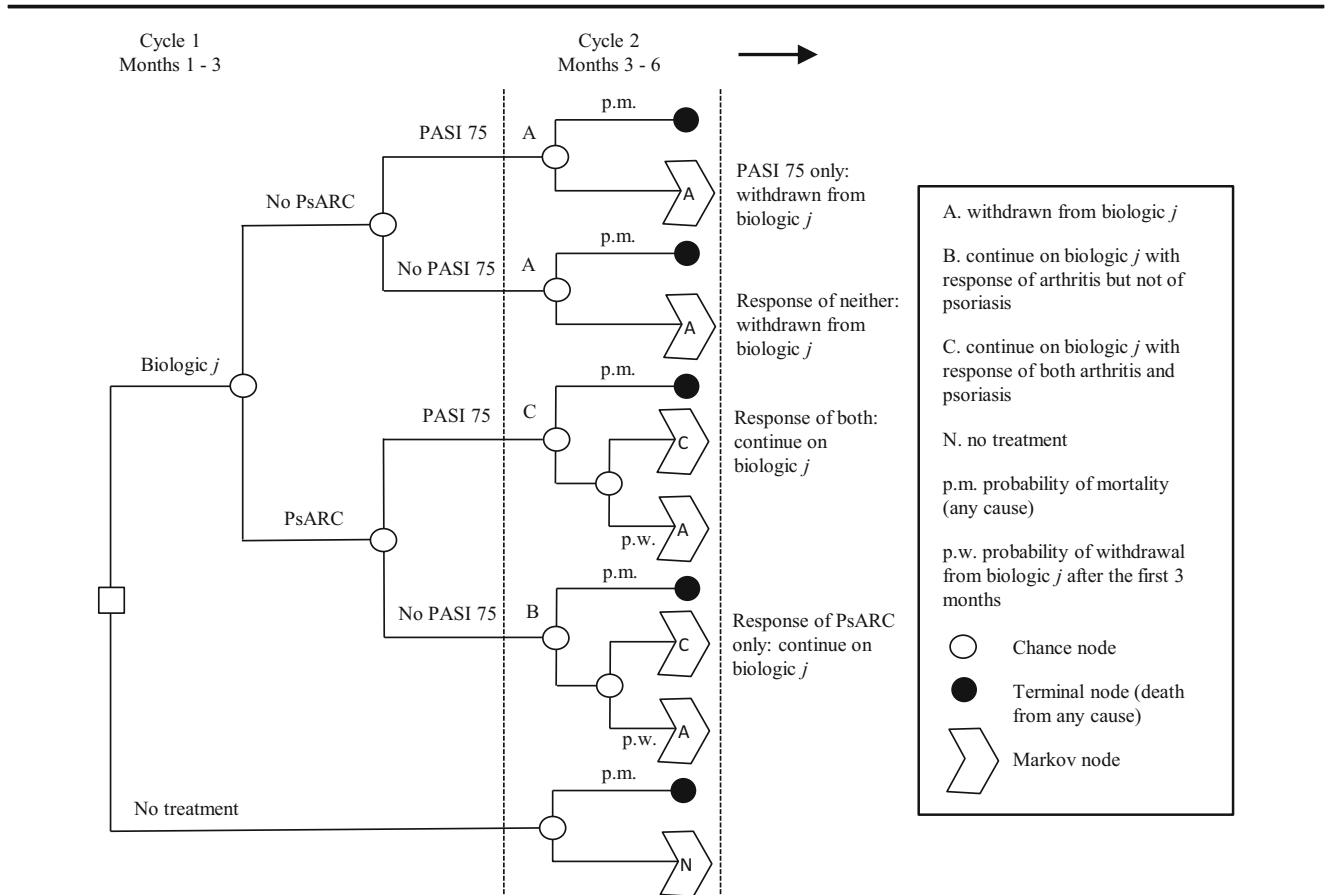 Cycle 1
Months 1 - 3
Cycle 2
Months 3 - 6
p.m.
PASI 75
A
A
PASI 75 only:
withdrawn from
biologic j
No PsARC
p.m.
No PASI 75
A
A
Response of neither:
withdrawn from
biologic j
Biologic j
p.m.
PASI 75
C
C
Response of both:
continue on
biologic j
PsARC
p.w.
A
p.m.
No PASI 75
B
C
Response of PsARC
only: continue on
biologic j
p.w.
A
p.m.
No treatment
N
A. withdrawn from biologic j
B. continue on biologic j with
response of arthritis but not of
psoriasis
C. continue on biologic j with
response of both arthritis and
psoriasis
N. no treatment
p.m. probability of mortality
(any cause)
p.w. probability of withdrawal
from biologic j after the first 3
months
Chance node
Terminal node (death
from any cause)
Markov node